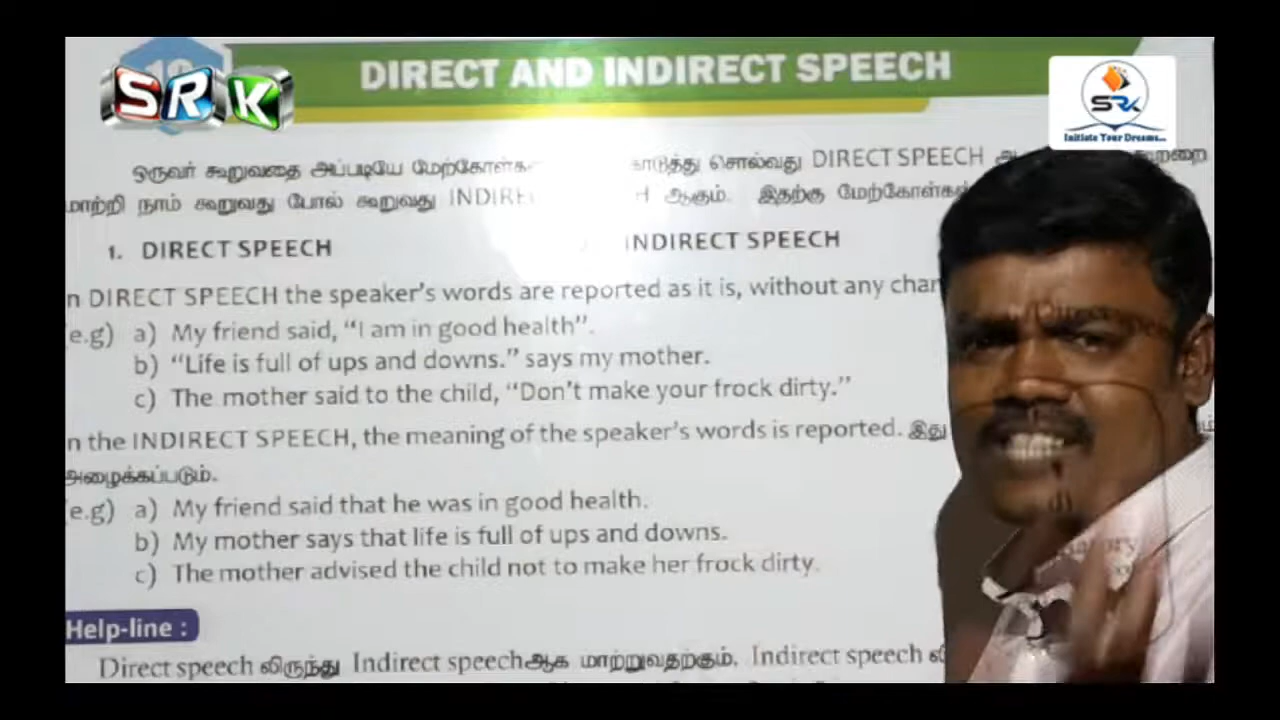 SRK
DIRECT AND INDIRECT SPEECH
SRK
Initiate Your Dreams...
ஒருவர் கூறுவதை அப்படியே சொல்வது DIRECT SPEECH
மாற்றி நாம் கூறுவது போல் கூறுவது ஆகும். இதற்கு
1. DIRECT SPEECH INDIRECT SPEECH
n DIRECT SPEECH the speaker's words are reported as it is, without any
(e.g) a) My friend said, "I am in good health".
b) "Life is full of ups and downs." says my mother.
c) The mother said to the child, "Don't make your frock dirty."
n the INDIRECT SPEECH, the meaning of the speaker's words is reported. இது
அழைக்கப்படும்.
(e.g) a) My friend said that he was in good health.
b) My mother says that life is full of ups and downs.
c) The mother advised the child not to make her frock dirty.
Help-line :
Direct speech லிருந்து Indirect speechஆக மாற்றுவதற்கும், Indirect speech